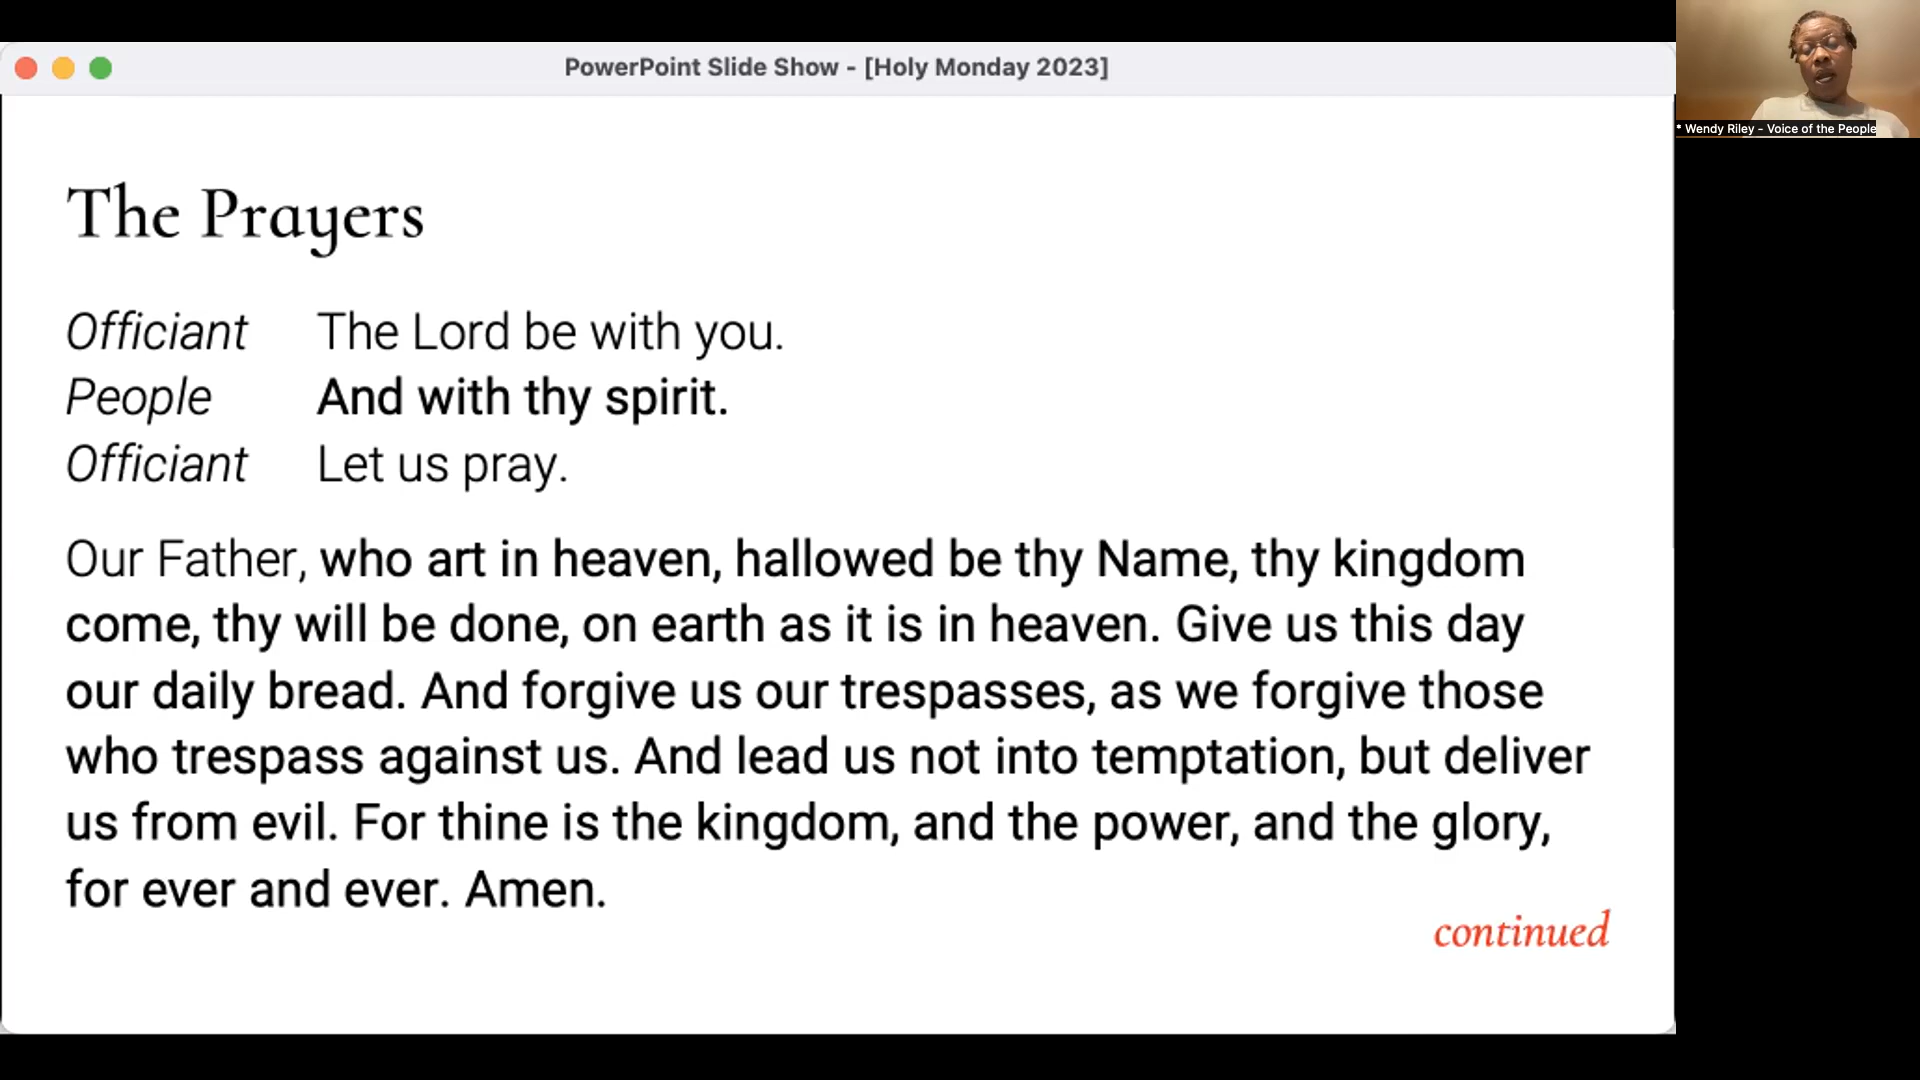 PowerPoint Slide Show - [Holy Monday 2023]
* Wendy Riley - Voice of the People
The Prayers
Officiant The Lord be with you.
People And with thy spirit.
Officiant Let us pray.
Our Father, who art in heaven, hallowed be thy Name, thy kingdom
come, thy will be done, on earth as it is in heaven. Give us this day
our daily bread. And forgive us our trespasses, as we forgive those
who trespass against us. And lead us not into temptation, but deliver
us from evil. For thine is the kingdom, and the power, and the glory,
for ever and ever. Amen.
continued